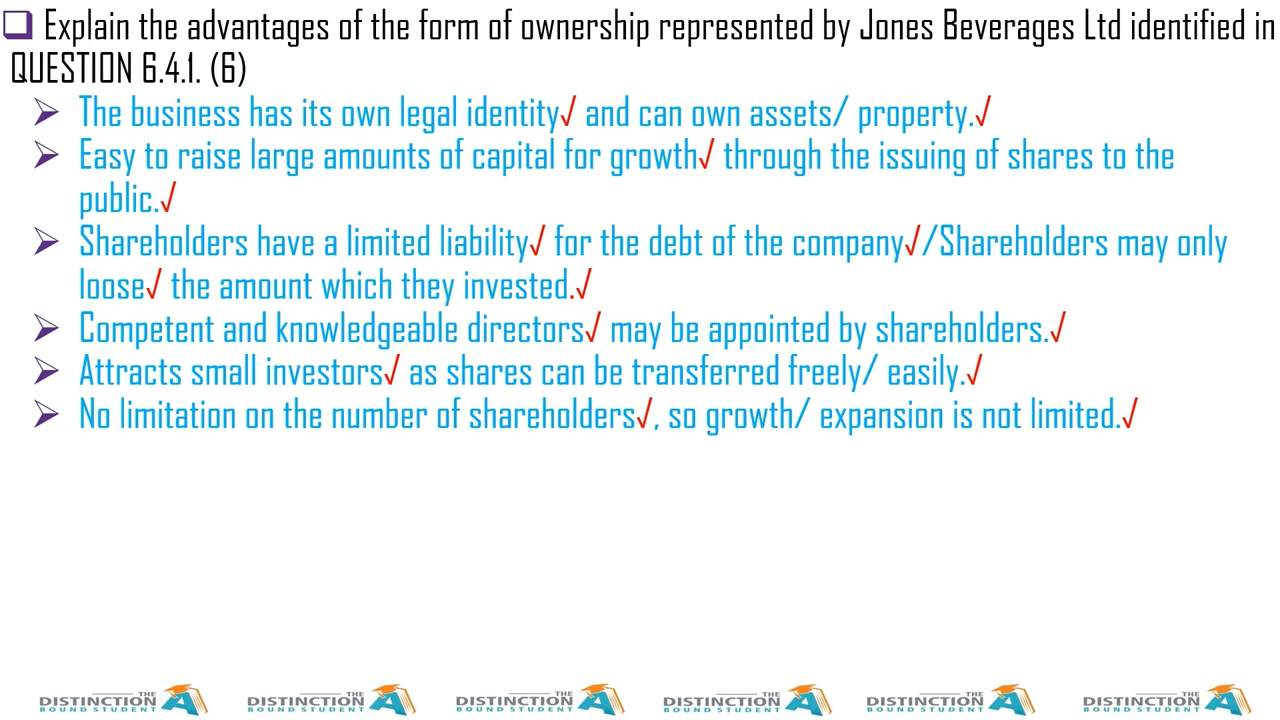 ❑ Explain the advantages of the form of ownership represented by Jones Beverages Ltd identified in
QUESTION 6.4.1. (6)
➢ The business has its own legal identity√ and can own assets/ property.√
➢ Easy to raise large amounts of capital for growth√ through the issuing of shares to the
public.√
➢ Shareholders have a limited liability√ for the debt of the company√/Shareholders may only
loose√ the amount which they invested.√
➢ Competent and knowledgeable directors√ may be appointed by shareholders.√
➢ Attracts small investors√ as shares can be transferred freely/ easily.√
➢ No limitation on the number of shareholders√, so growth/ expansion is not limited.√
THE DISTINCTION BOUND STUDENT A THE DISTINCTION BOUND STUDENT A THE DISTINCTION BOUND STUDENT A THE DISTINCTION BOUND STUDENT A THE DISTINCTION BOUND STUDENT A THE DISTINCTION BOUND STUDENT A